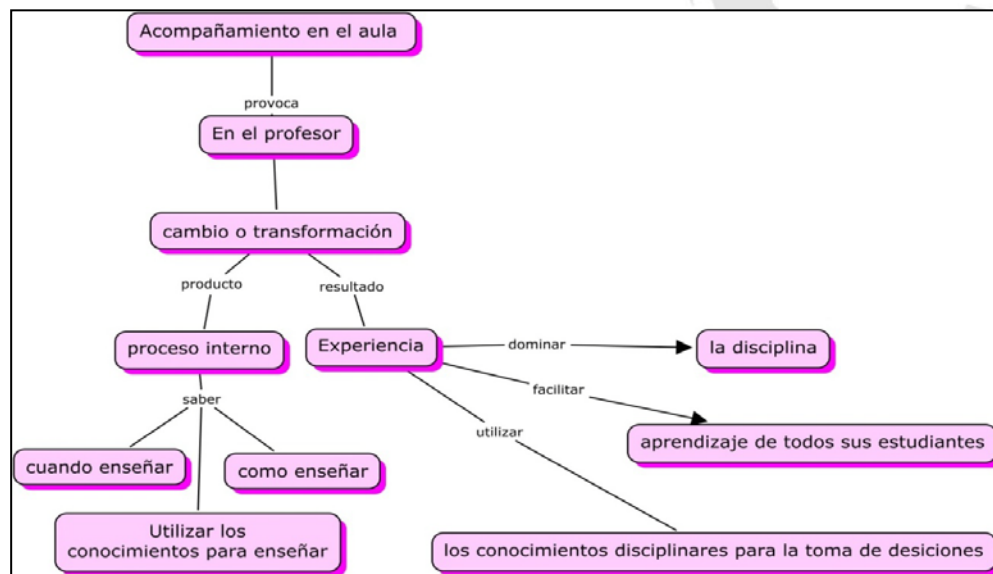 Acompañamiento en el aula
provoca
En el profesor
cambio o transformación
producto
resultado
proceso interno
Experiencia
dominar
la disciplina
saber
facilitar
utilizar
aprendizaje de todos sus estudiantes
cuando enseñar
como enseñar
Utilizar los
conocimientos para enseñar
los conocimientos disciplinares para la toma de desiciones